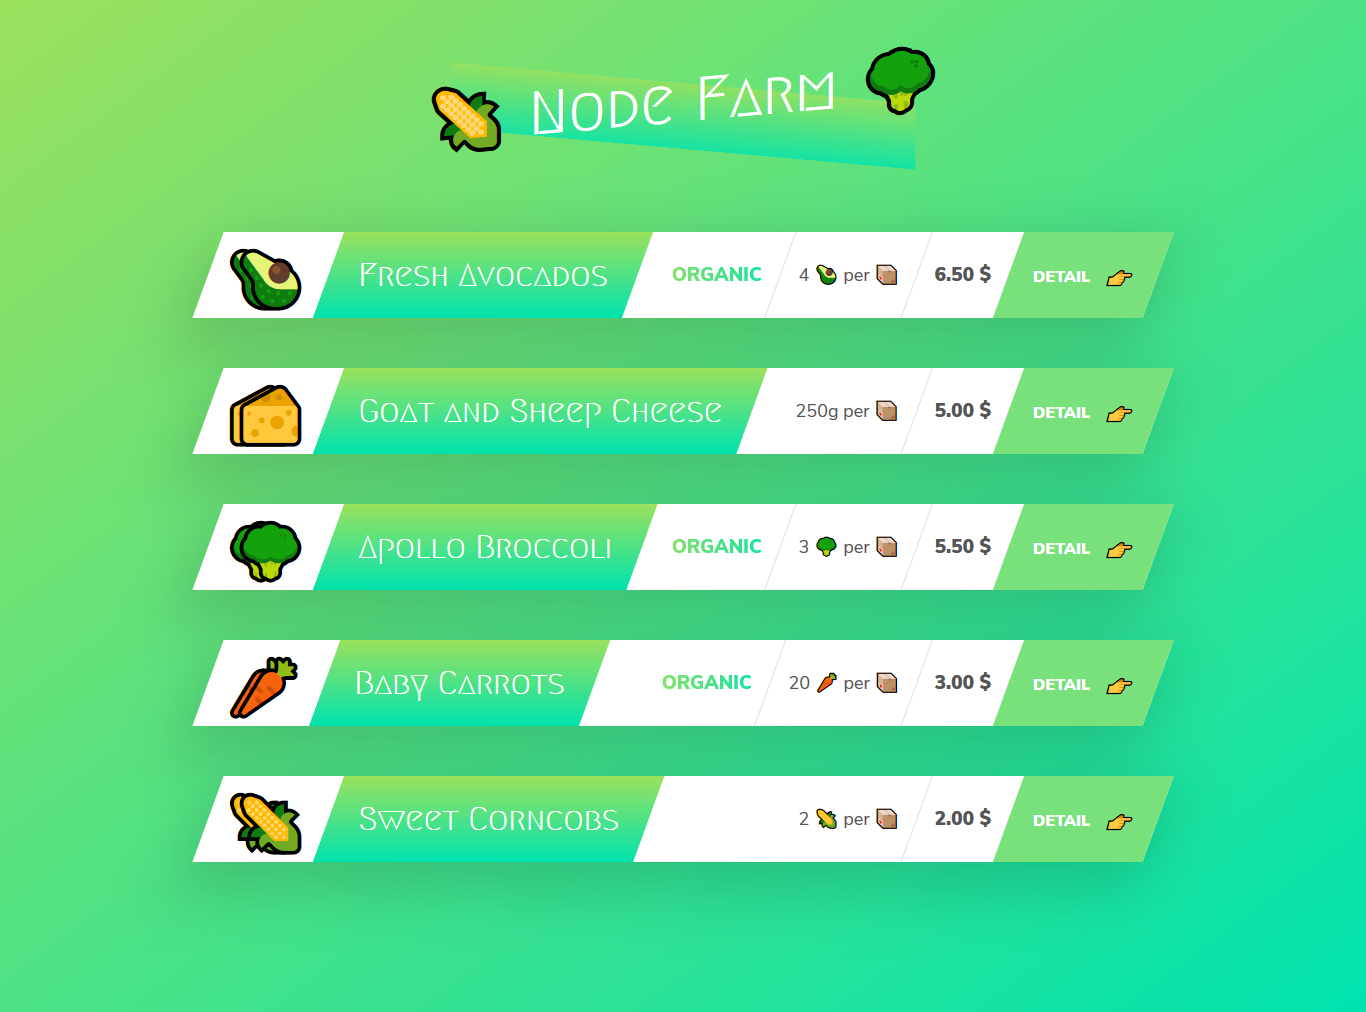 Node Farm
Fresh Avocados ORGANIC 4 🥑 per 📦 6.50 $ DETAIL 👉
Goat and Sheep Cheese 250g per 📦 5.00 $ DETAIL 👉
Apollo Broccoli ORGANIC 3 🥦 per 📦 5.50 $ DETAIL 👉
Baby Carrots ORGANIC 20 🥕 per 📦 3.00 $ DETAIL 👉
Sweet Corncobs 2 🌽 per 📦 2.00 $ DETAIL 👉